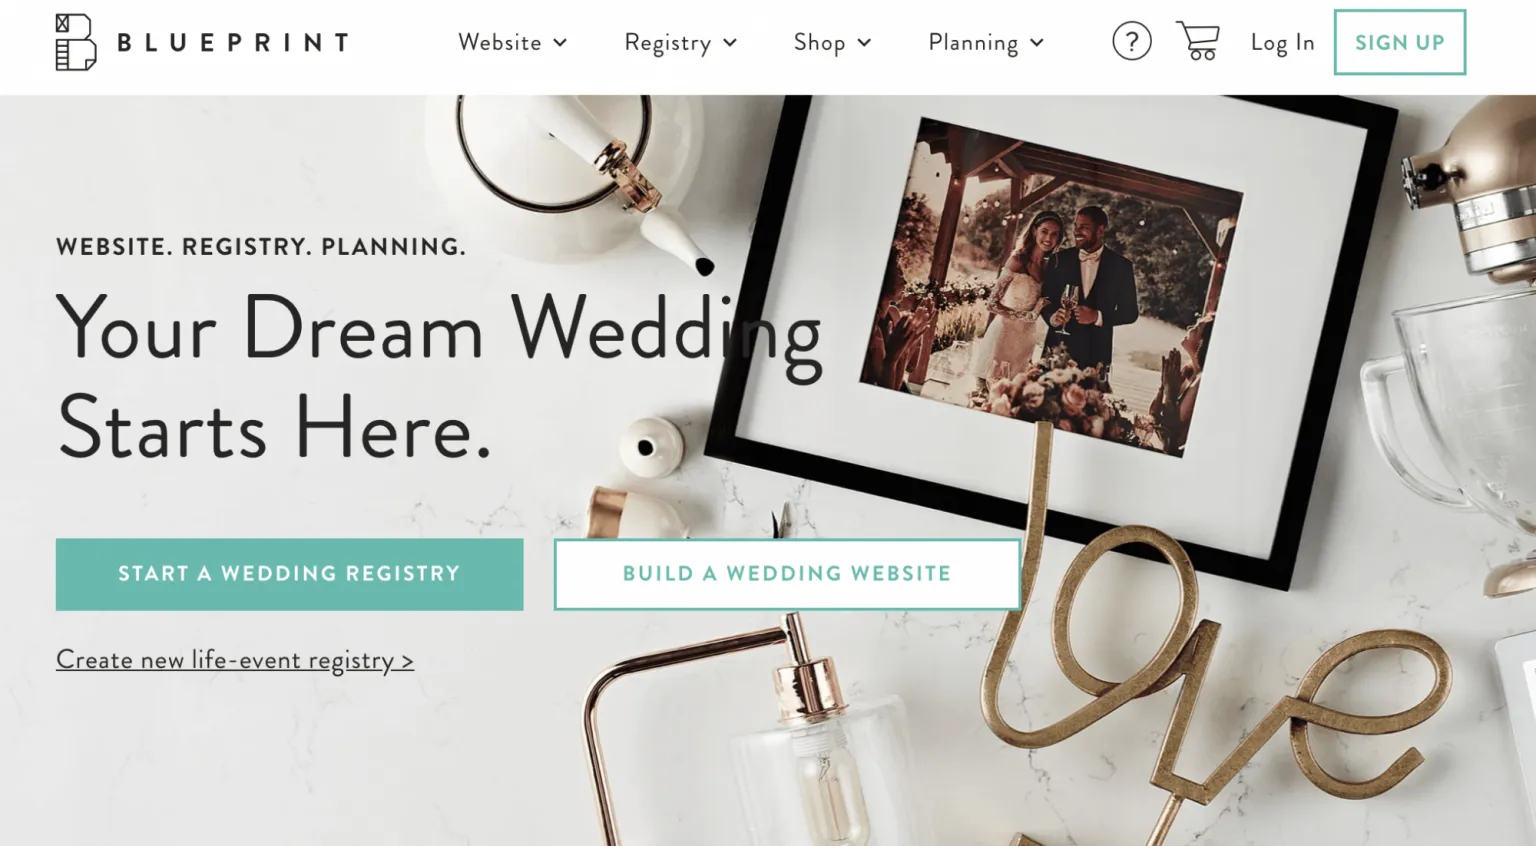 BLUEPRINT
Website
Registry
Shop
Planning
?
Log In
SIGN UP
WEBSITE. REGISTRY. PLANNING.
Your Dream Wedding
Starts Here.
START A WEDDING REGISTRY
BUILD A WEDDING WEBSITE
Create new life-event registry >
love